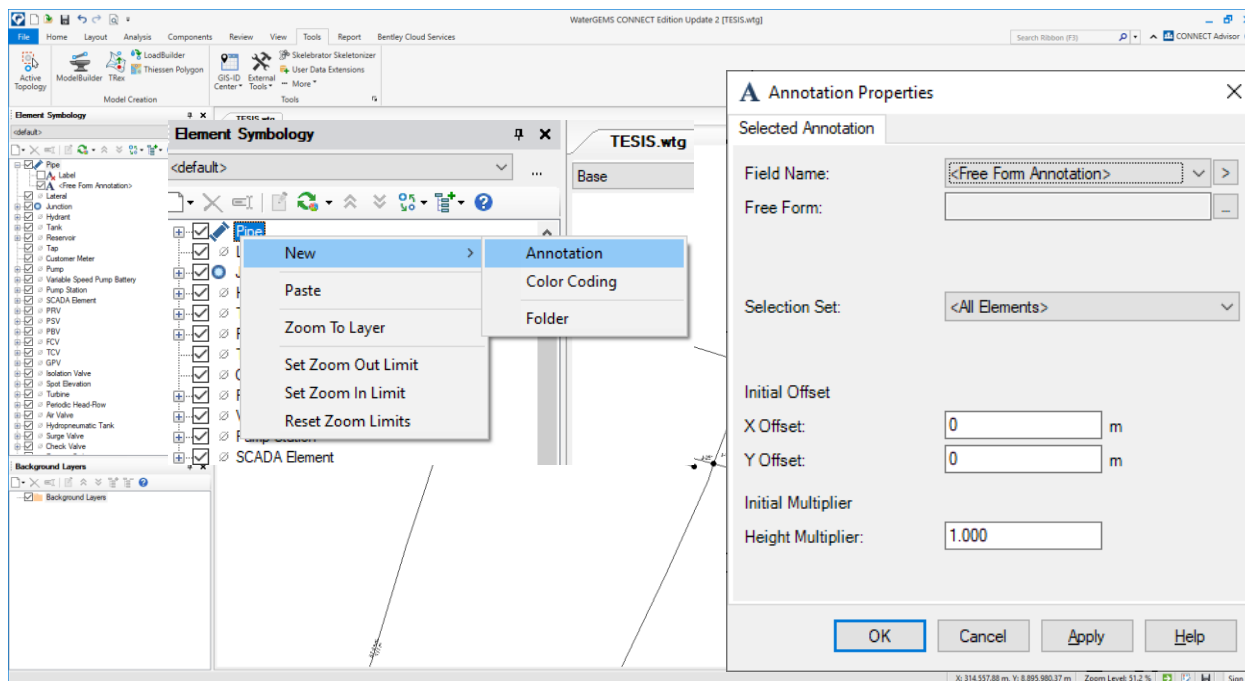 WaterGEMS CONNECT Edition Update 2 [TESIS.wtg]
File Home Layout Analysis Components Review View Tools Report Bentley Cloud Services
Search Ribbon (F3)
CONNECT Advisor
Active Topology
ModelBuilder
TRex
LoadBuilder
Thiessen Polygon
Model Creation
GIS-ID Center
External Tools
Skelebrator Skeletonizer
User Data Extensions
More
Tools
Element Symbology
<default>
Pipe
Label
<Free Form Annotation>
Lateral
Junction
Hydrant
Tank
Reservoir
Tap
Customer Meter
Pump
Variable Speed Pump Battery
Pump Station
SCADA Element
PRV
PSV
PBV
FCV
TCV
GPV
Isolation Valve
Spot Elevation
Turbine
Periodic Head-Flow
Air Valve
Hydropneumatic Tank
Surge Valve
Check Valve
Background Layers
Background Layers
Element Symbology
<default>
...
Pipe
New
Paste
Zoom To Layer
Set Zoom Out Limit
Set Zoom In Limit
Reset Zoom Limits
Annotation
Color Coding
Folder
Pump Station
SCADA Element
TESIS.wtg
Base
Annotation Properties
Selected Annotation
Field Name: <Free Form Annotation> >
Free Form: ...
Selection Set: <All Elements>
Initial Offset
X Offset: 0 m
Y Offset: 0 m
Initial Multiplier
Height Multiplier: 1.000
OK Cancel Apply Help
X: 314,557.88 m, Y: 8,895,980.37 m Zoom Level: 51.2 % Sign